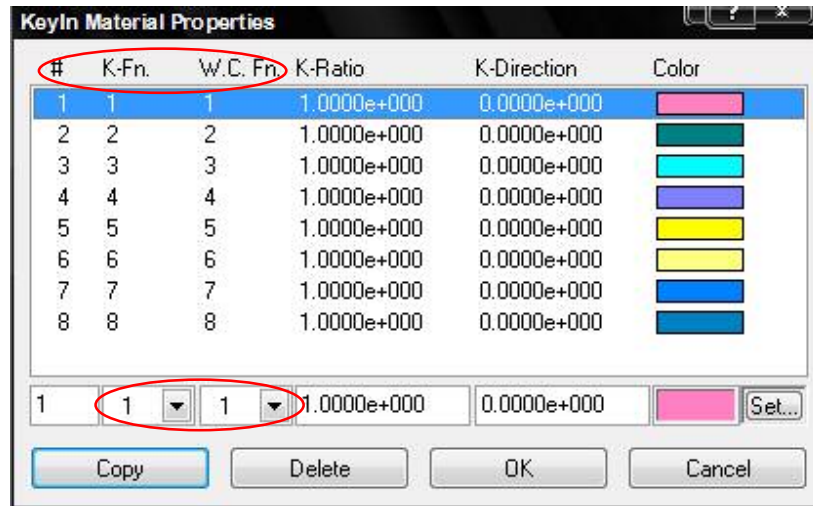 KeyIn Material Properties ? x
# K-Fn. W.C. Fn. K-Ratio K-Direction Color
1 1 1 1.0000e+000 0.0000e+000
2 2 2 1.0000e+000 0.0000e+000
3 3 3 1.0000e+000 0.0000e+000
4 4 4 1.0000e+000 0.0000e+000
5 5 5 1.0000e+000 0.0000e+000
6 6 6 1.0000e+000 0.0000e+000
7 7 7 1.0000e+000 0.0000e+000
8 8 8 1.0000e+000 0.0000e+000
1 1 1 1.0000e+000 0.0000e+000 Set...
Copy Delete OK Cancel